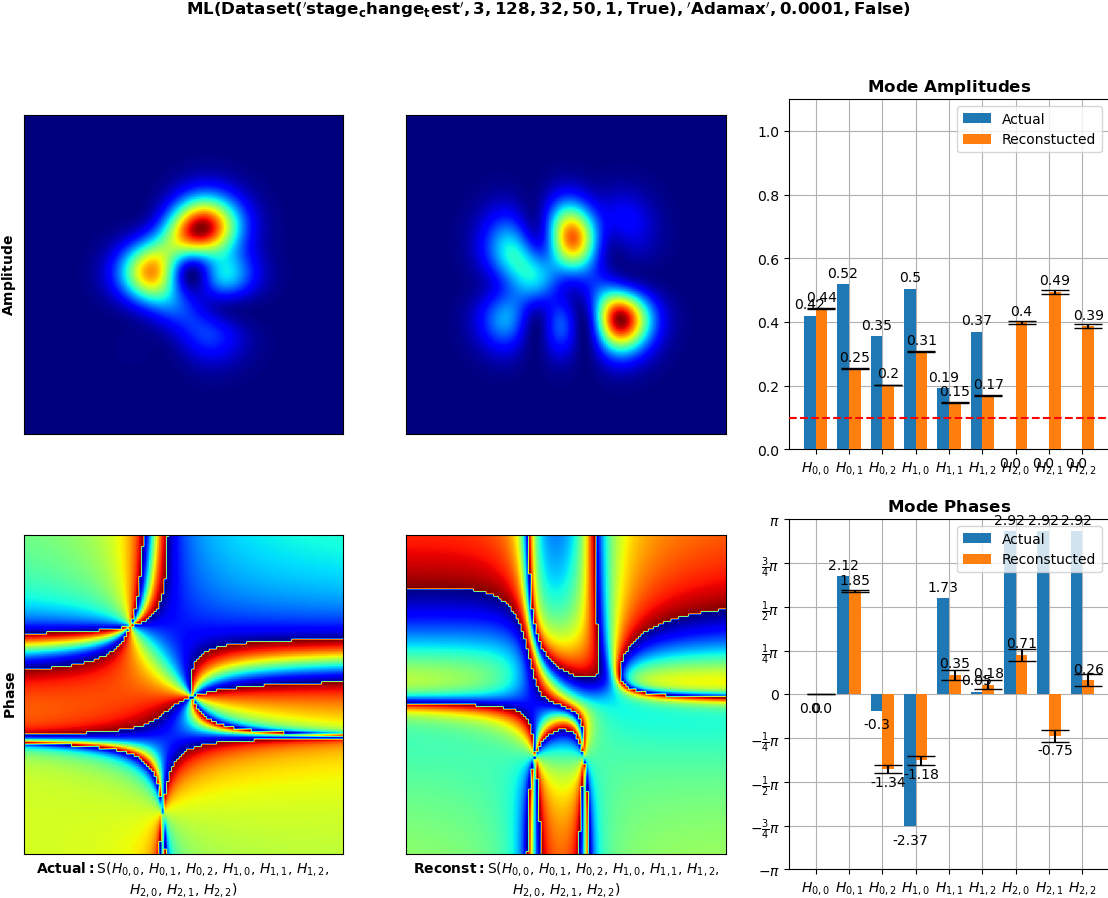 ML(Dataset('stage_change_test', 3, 128, 32, 50, 1, True), 'Adamax', 0.0001, False)
Amplitude
Mode Amplitudes
Actual
Reconstucted
1.0
0.8
0.6
0.4
0.2
0.0
0.42 0.44 0.52 0.25 0.35 0.2 0.5 0.31 0.19 0.15 0.37 0.17 0.0 0.4 0.0 0.49 0.0 0.39
H0,0 H0,1 H0,2 H1,0 H1,1 H1,2 H2,0 H2,1 H2,2
Phase
Actual: S(H0,0, H0,1, H0,2, H1,0, H1,1, H1,2,
H2,0, H2,1, H2,2)
Reconst: S(H0,0, H0,1, H0,2, H1,0, H1,1, H1,2,
H2,0, H2,1, H2,2)
Mode Phases
Actual
Reconstucted
π
3/4π
1/2π
1/4π
0
−1/4π
−1/2π
−3/4π
−π
0.0 0.0 2.12 1.85 -0.3 -1.34 -2.37 -1.18 1.73 0.35 0.05 0.18 2.92 0.71 2.92 -0.75 2.92 0.26
H0,0 H0,1 H0,2 H1,0 H1,1 H1,2 H2,0 H2,1 H2,2